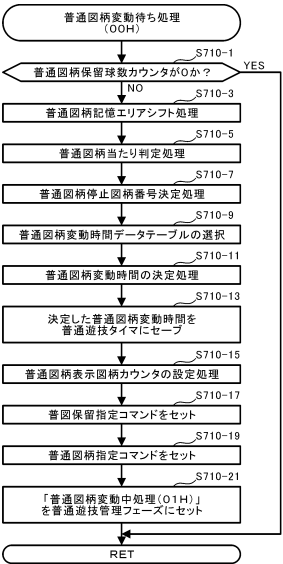 普通図柄変動待ち処理
(00H)
S710-1
普通図柄保留球数カウンタが0か？
YES
NO
S710-3
普通図柄記憶エリアシフト処理
S710-5
普通図柄当たり判定処理
S710-7
普通図柄停止図柄番号決定処理
S710-9
普通図柄変動時間データテーブルの選択
S710-11
普通図柄変動時間の決定処理
S710-13
決定した普通図柄変動時間を
普通遊技タイマにセーブ
S710-15
普通図柄表示図柄カウンタの設定処理
S710-17
普図保留指定コマンドをセット
S710-19
普通図柄指定コマンドをセット
S710-21
「普通図柄変動中処理(01H)」
を普通遊技管理フェーズにセット
RET